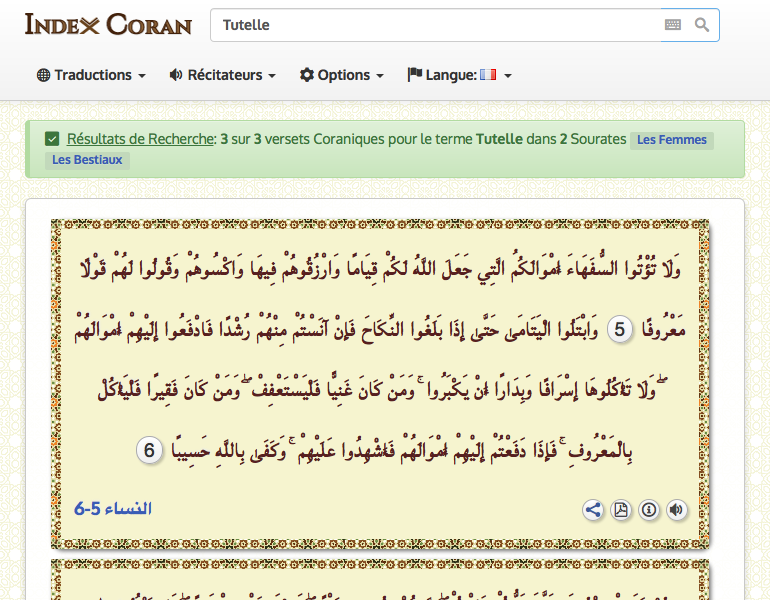 INDEX CORAN
Tutelle
Traductions Récitateurs Options Langue:
Résultats de Recherche: 3 sur 3 versets Coraniques pour le terme Tutelle dans 2 Sourates Les Femmes
Les Bestiaux
وَلَا تُؤْتُوا السُّفَهَاءَ أَمْوَالَكُمُ الَّتِي جَعَلَ اللَّهُ لَكُمْ قِيَامًا وَارْزُقُوهُمْ فِيهَا وَاكْسُوهُمْ وَقُولُوا لَهُمْ قَوْلًا
مَعْرُوفًا 5 وَابْتَلُوا الْيَتَامَىٰ حَتَّىٰ إِذَا بَلَغُوا النِّكَاحَ فَإِنْ آنَسْتُمْ مِنْهُمْ رُشْدًا فَادْفَعُوا إِلَيْهِمْ أَمْوَالَهُمْ
ۖ وَلَا تَأْكُلُوهَا إِسْرَافًا وَبِدَارًا أَنْ يَكْبَرُوا ۚ وَمَنْ كَانَ غَنِيًّا فَلْيَسْتَعْفِفْ ۖ وَمَنْ كَانَ فَقِيرًا فَلْيَأْكُلْ
بِالْمَعْرُوفِ ۚ فَإِذَا دَفَعْتُمْ إِلَيْهِمْ أَمْوَالَهُمْ فَأَشْهِدُوا عَلَيْهِمْ ۚ وَكَفَىٰ بِاللَّهِ حَسِيبًا 6
النساء 5-6